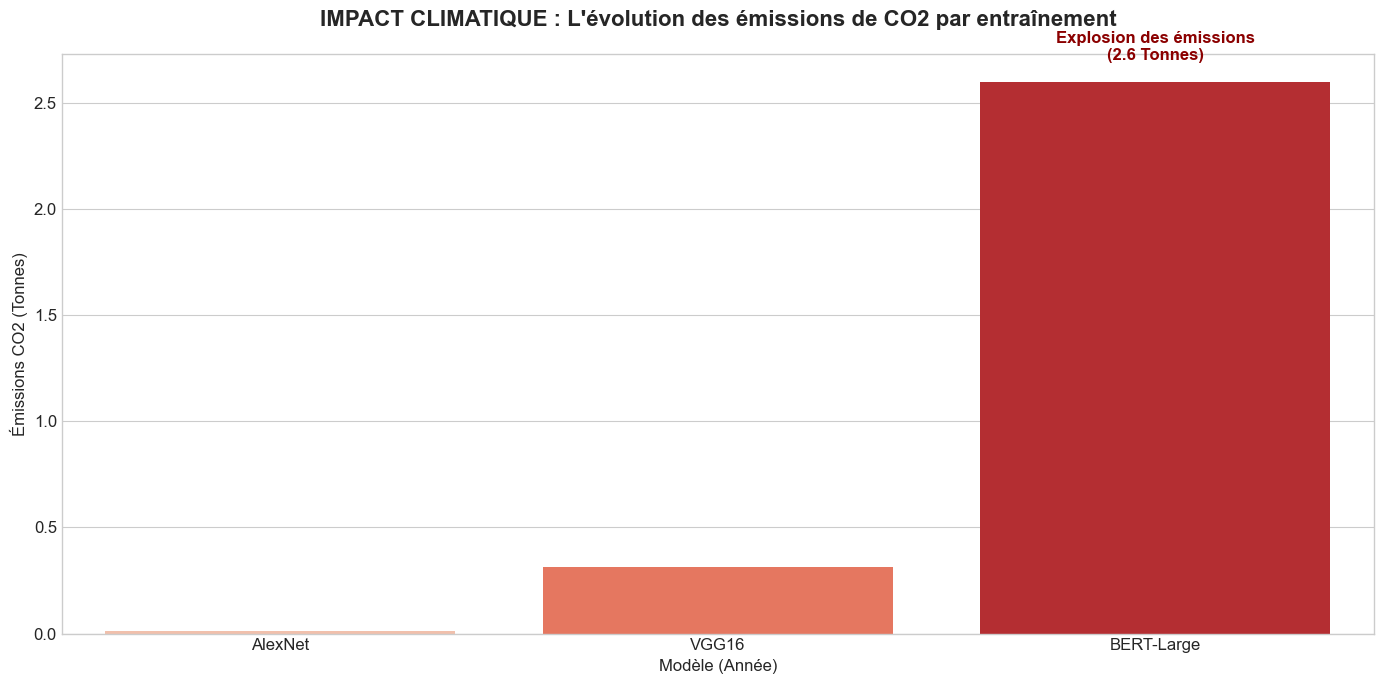 IMPACT CLIMATIQUE : L'évolution des émissions de CO2 par entraînement
Explosion des émissions
(2.6 Tonnes)
Émissions CO2 (Tonnes)
2.5
2.0
1.5
1.0
0.5
0.0
AlexNet
VGG16
BERT-Large
Modèle (Année)